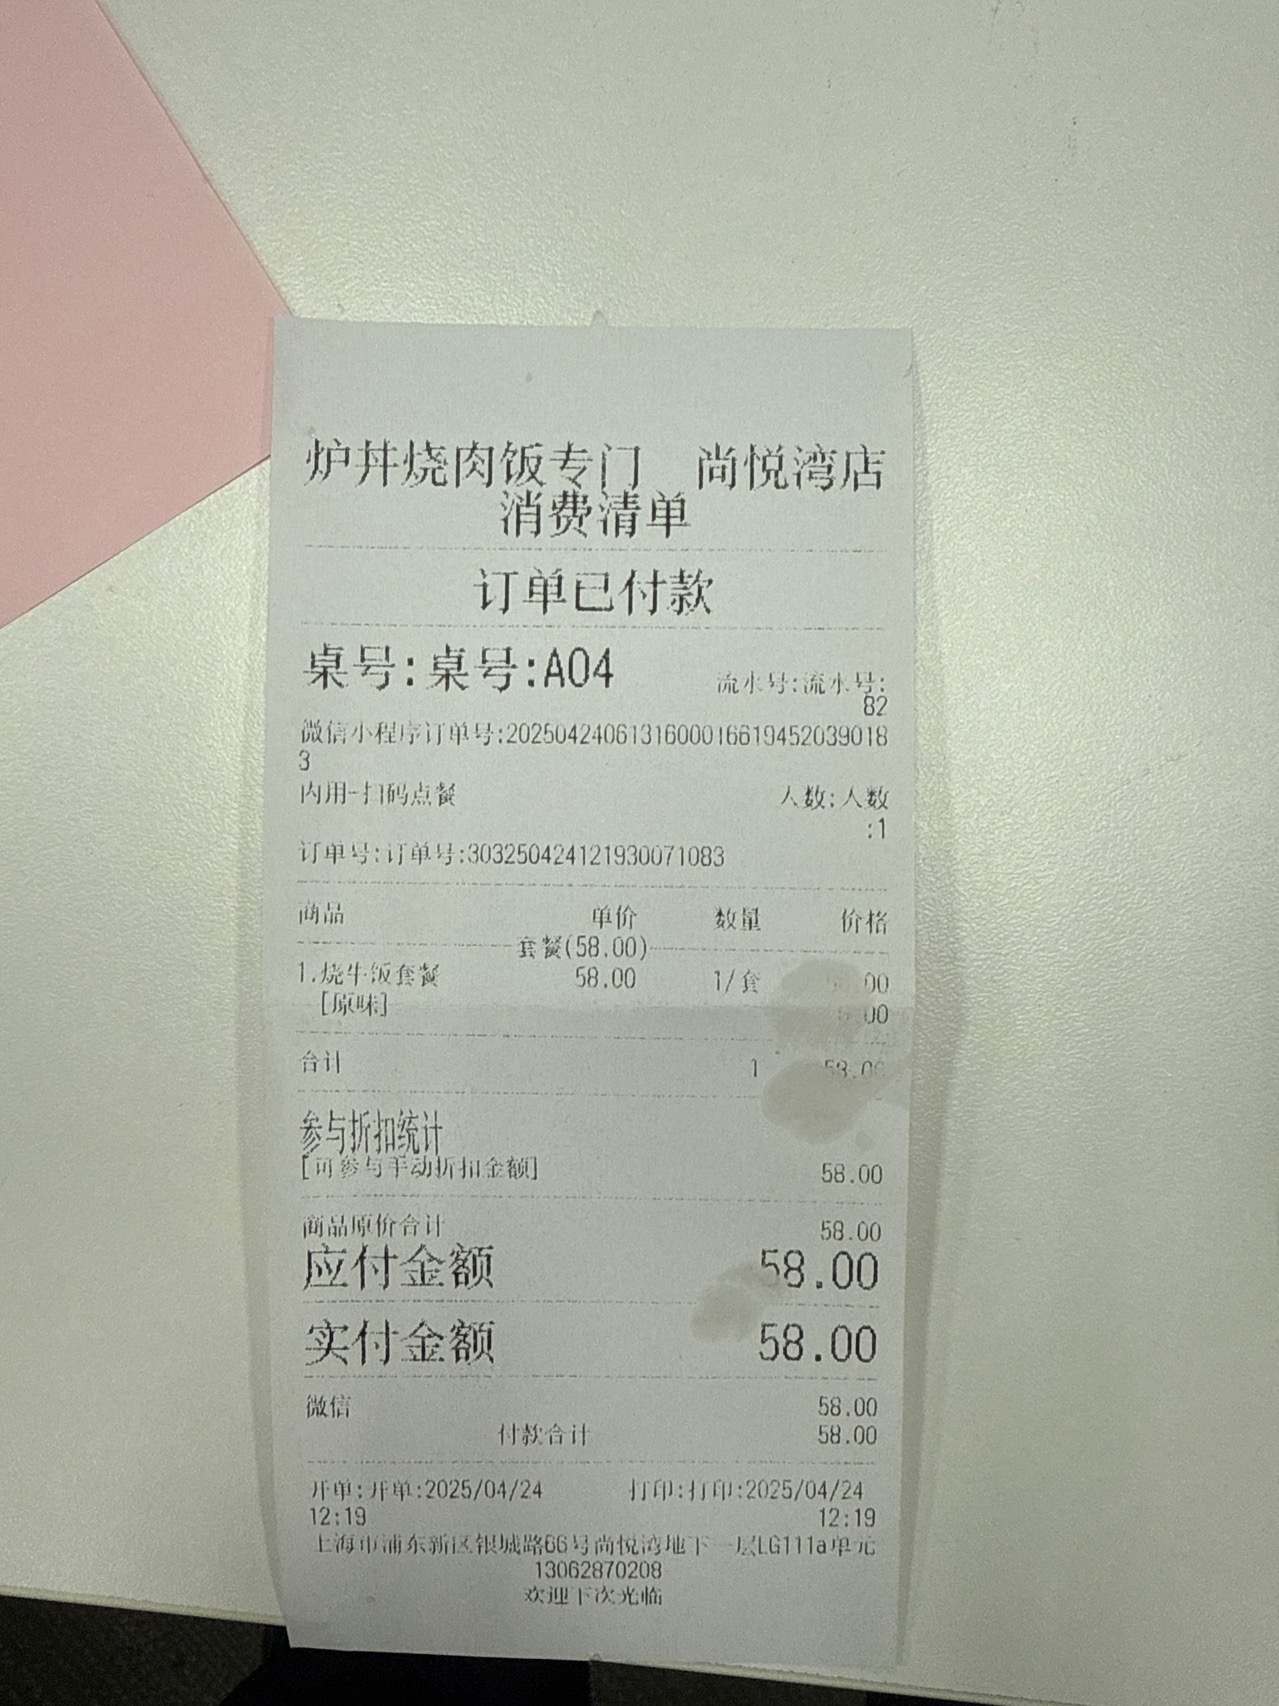 炉丼烧肉饭专门 尚悦湾店
消费清单
订单已付款
桌号:桌号:A04 流水号:流水号:
82
微信小程序订单号:2025042406131600016619452039018
3
内用-扫码点餐 人数:人数
:1
订单号:订单号:303250424121930071083
商品 单价 数量 价格
套餐(58.00)
1.烧牛饭套餐 58.00 1/套
[原味]
合计 1 58.00
参与折扣统计
[可参与手动折扣金额] 58.00
商品原价合计 58.00
应付金额 58.00
实付金额 58.00
微信 58.00
付款合计 58.00
开单:开单:2025/04/24 打印:打印:2025/04/24
12:19 12:19
上海市浦东新区银城路66号尚悦湾地下一层LG111a单元
13062870208
欢迎下次光临